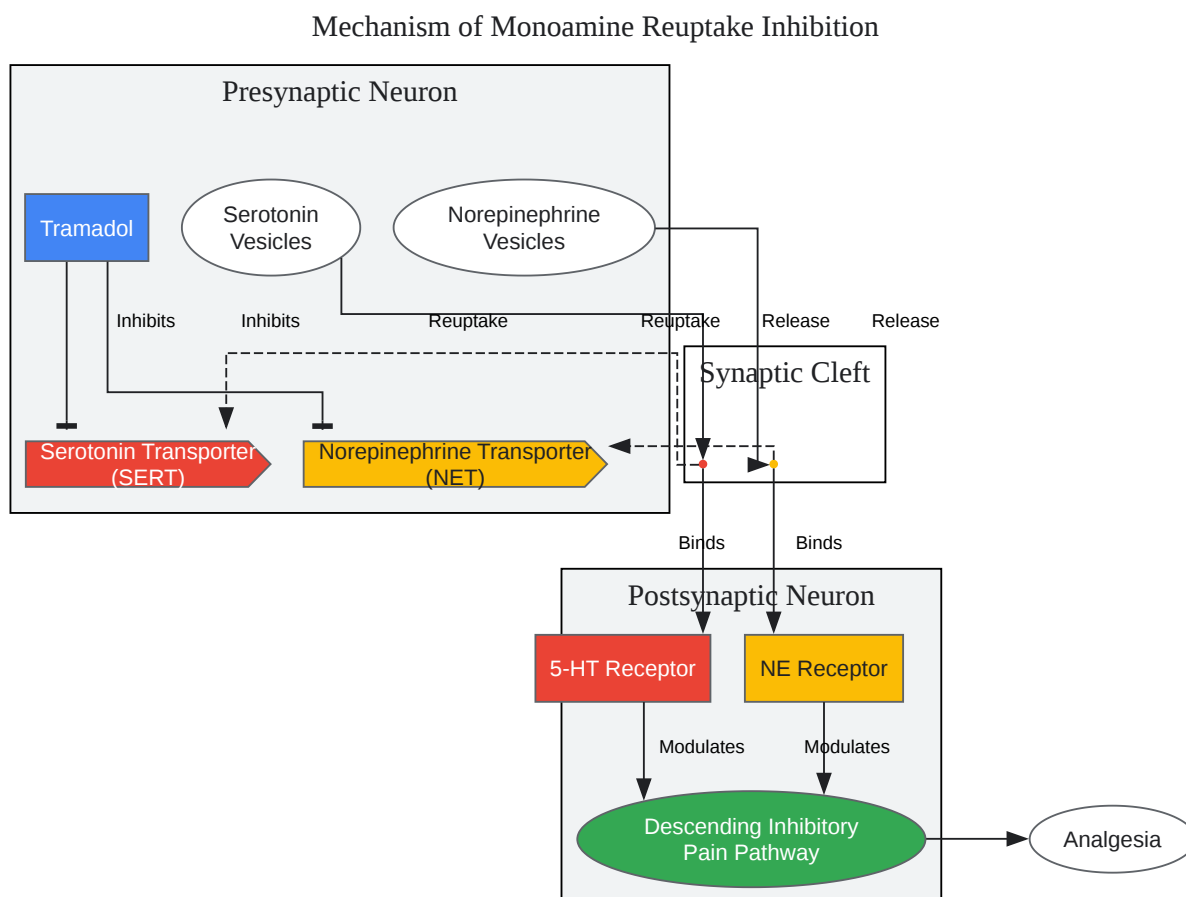 Mechanism of Monoamine Reuptake Inhibition
Presynaptic Neuron
Tramadol
Serotonin
Vesicles
Norepinephrine
Vesicles
Inhibits
Inhibits
Reuptake
Reuptake
Release
Release
Synaptic Cleft
Serotonin Transporter
(SERT)
Norepinephrine Transporter
(NET)
Binds
Binds
Postsynaptic Neuron
5-HT Receptor
NE Receptor
Modulates
Modulates
Descending Inhibitory
Pain Pathway
Analgesia